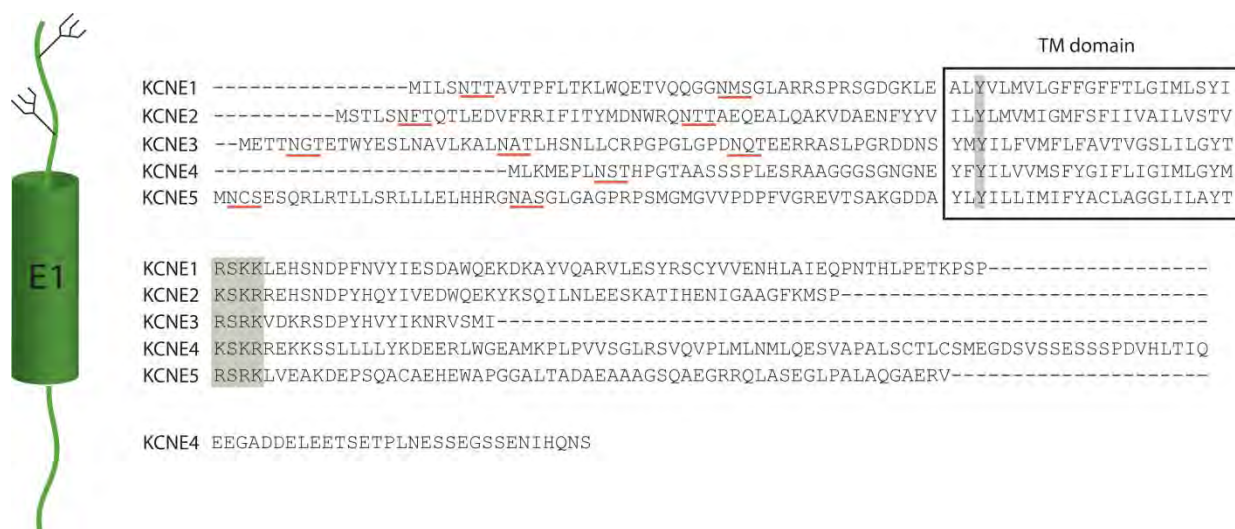 TM domain
KCNE1 ---------------MILSNTTAVTPFLTKLWQETVQQGGNMSGLARRSPRSGDGKLE ALYVLMVLGFFGFFTLGIMLSYI
KCNE2 ---------MSTLSNFTQTLEDVFRRIFITYMDNWRQNTTAEQEALQAKVDAENFYYV ILYLMVMIGMFSFIIVAILVSTV
KCNE3 --METTNGTETWYESLNAVLKALNATLHSNLLCRPGPGLGPDNQTEERRASLPGRDDNS YMYILFVMFLFAVTVGSLILGYT
KCNE4 -----------------------MLKMEPLNSTHPGTAASSSPLESRAAGGGSGNGNE YFYILVVMSFYGIFLIGIMLGYM
KCNE5 MNCSESQRLRTLLSRLLLELHHRGNASGLGAGPRPSMGMGVVPDPFVGREVTSAKGDDA YLYILLIMIFYACLAGGLILAYT
E1
KCNE1 RSKKLEHSNDPFNVYIESDAWQEKDKAYVQARVLESYRSCYVVENHLAIEQPNTHLPETKPSP-----------------
KCNE2 KSKRREHSNDPYHQYIVEDWQEKYKSQILNLEESKATIHENIGAAGFKMSP----------------------------
KCNE3 RSRKVDKRSDPYHVYIKNRVSMI-------------------------------------------------------
KCNE4 KSKRREKKSSLLLLYKDEERLWGEAMKPLPVVSGLRSVQVPLMLNMLQESVAPALSCTLCSMEGDSVSSESSSPDVHLTIQ
KCNE5 RSRKLVEAKDEPSQACAEHEWAPGGALTADAEAAAGSQAEGRRQLASEGLPALAQGAERV--------------------
KCNE4 EEGADDELEETSETPLNESSEGSSENIHQNS